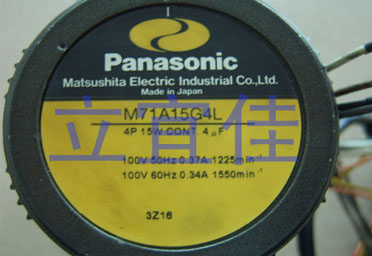 Panasonic
Matsushita Electric Industrial Co.,Ltd.
Made in Japan
M71A15G4L
4P 15W CONT. 4μF
立宜佳
100V 50Hz 0.37A 1225min⁻¹
100V 60Hz 0.34A 1550min⁻¹
3Z16